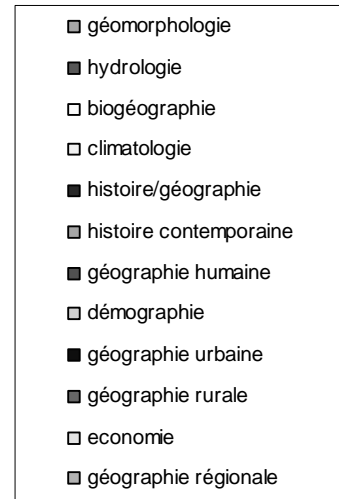 géomorphologie
hydrologie
biogéographie
climatologie
histoire/géographie
histoire contemporaine
géographie humaine
démographie
géographie urbaine
géographie rurale
economie
géographie régionale